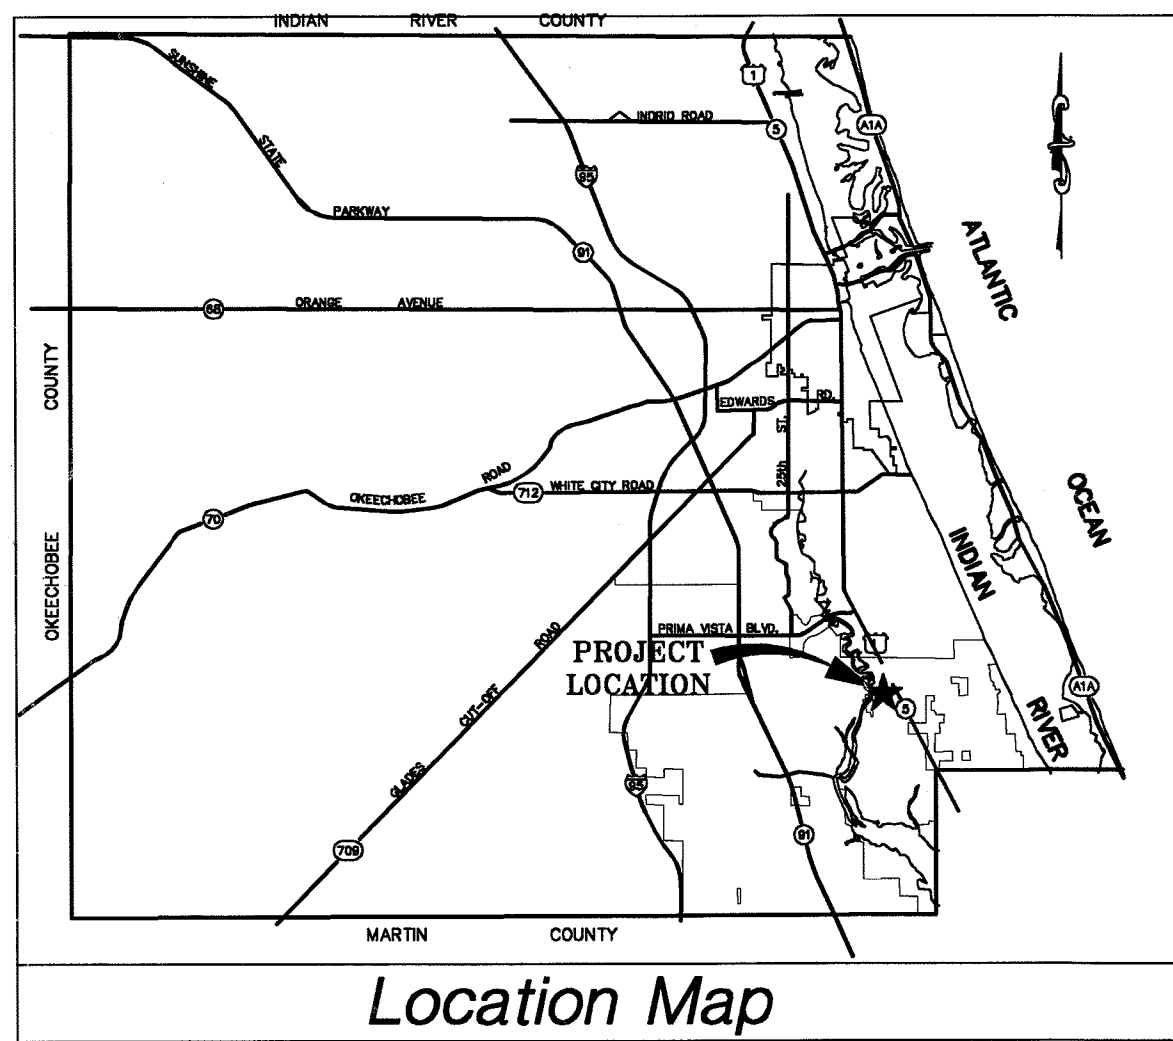 INDIAN RIVER COUNTY
SUNSHINE
STATE
PARKWAY
1
INDRIO ROAD
5
A1A
95
91
ATLANTIC
OCEAN
68
ORANGE AVENUE
OKEECHOBEE COUNTY
EDWARDS RD.
25th ST.
OKEECHOBEE ROAD
712
WHITE CITY ROAD
70
INDIAN
RIVER
PRIMA VISTA BLVD.
PROJECT
LOCATION
1
5
A1A
GLADES CUT-OFF ROAD
95
91
709
MARTIN COUNTY
Location Map